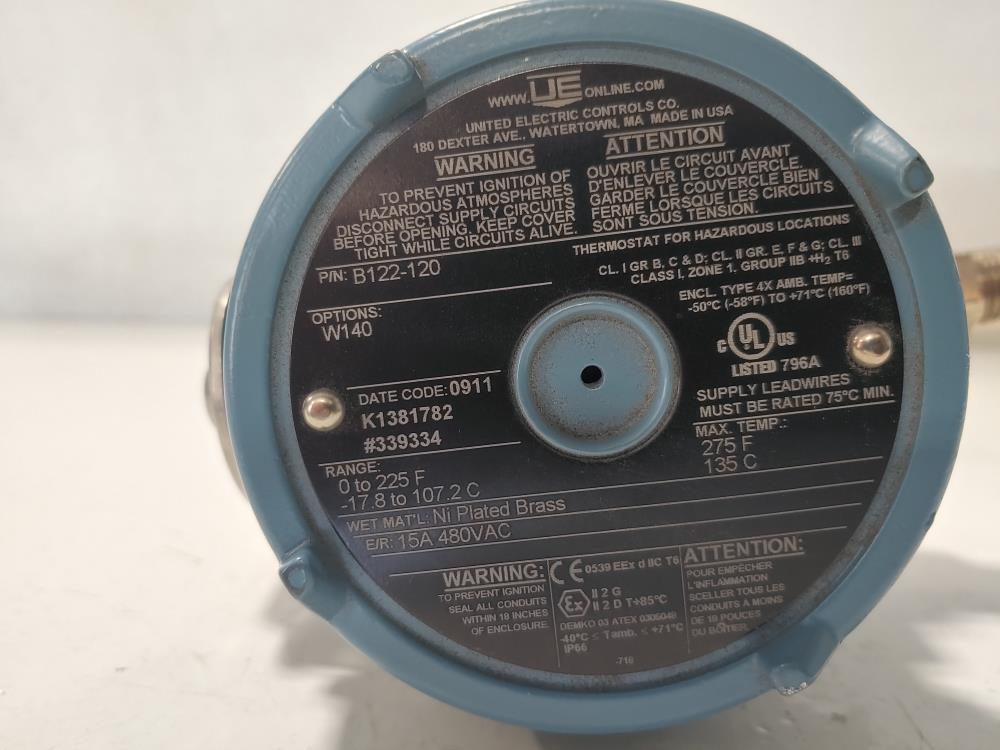 WWW. UE ONLINE.COM
UNITED ELECTRIC CONTROLS CO.
180 DEXTER AVE., WATERTOWN, MA MADE IN USA
WARNING
TO PREVENT IGNITION OF
HAZARDOUS ATMOSPHERES
DISCONNECT SUPPLY CIRCUITS
BEFORE OPENING. KEEP COVER
TIGHT WHILE CIRCUITS ALIVE.
ATTENTION
OUVRIR LE CIRCUIT AVANT
D'ENLEVER LE COUVERCLE.
GARDER LE COUVERCLE BIEN
FERME LORSQUE LES CIRCUITS
SONT SOUS TENSION.
P/N: B122-120
THERMOSTAT FOR HAZARDOUS LOCATIONS
CL. I GR B, C & D; CL. II GR. E, F & G; CL. III
CLASS I, ZONE 1, GROUP IIB +H₂ T6
ENCL. TYPE 4X AMB. TEMP=
-50°C (-58°F) TO +71°C (160°F)
OPTIONS:
W140
C UL US
LISTED 796A
DATE CODE: 0911
K1381782
#339334
SUPPLY LEADWIRES
MUST BE RATED 75°C MIN.
MAX. TEMP.:
275 F
135 C
RANGE:
0 to 225 F
-17.8 to 107.2 C
WET MAT'L: Ni Plated Brass
E/R: 15A 480VAC
WARNING:
TO PREVENT IGNITION
SEAL ALL CONDUITS
WITHIN 18 INCHES
OF ENCLOSURE.
CE 0539 EEx d IIC T6
Ex II 2 G
II 2 D T+85°C
DEMKO 03 ATEX 0305048
-40°C ≤ Tamb. ≤ +71°C
IP66
ATTENTION:
POUR EMPÊCHER
L'INFLAMMATION
SCELLER TOUS LES
CONDUITS A MOINS
DE 18 POUCES
DU BOÎTIER.
-716